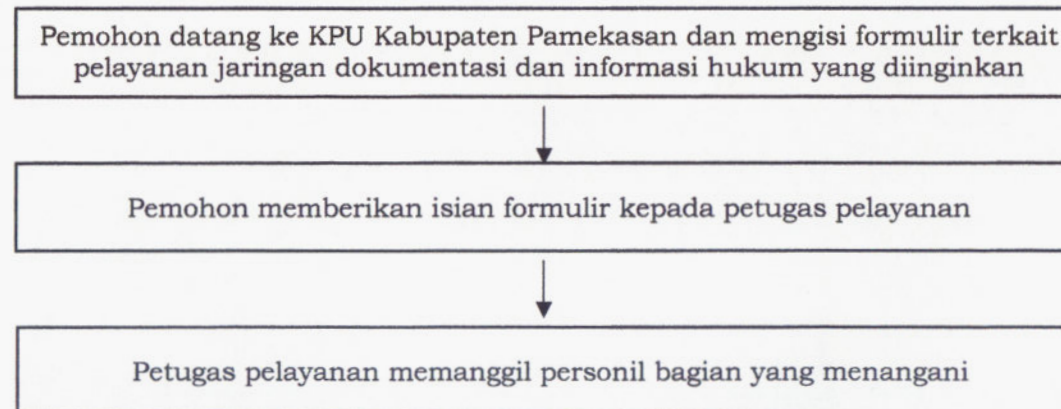 Pemohon datang ke KPU Kabupaten Pamekasan dan mengisi formulir terkait
pelayanan jaringan dokumentasi dan informasi hukum yang diinginkan
Pemohon memberikan isian formulir kepada petugas pelayanan
Petugas pelayanan memanggil personil bagian yang menangani